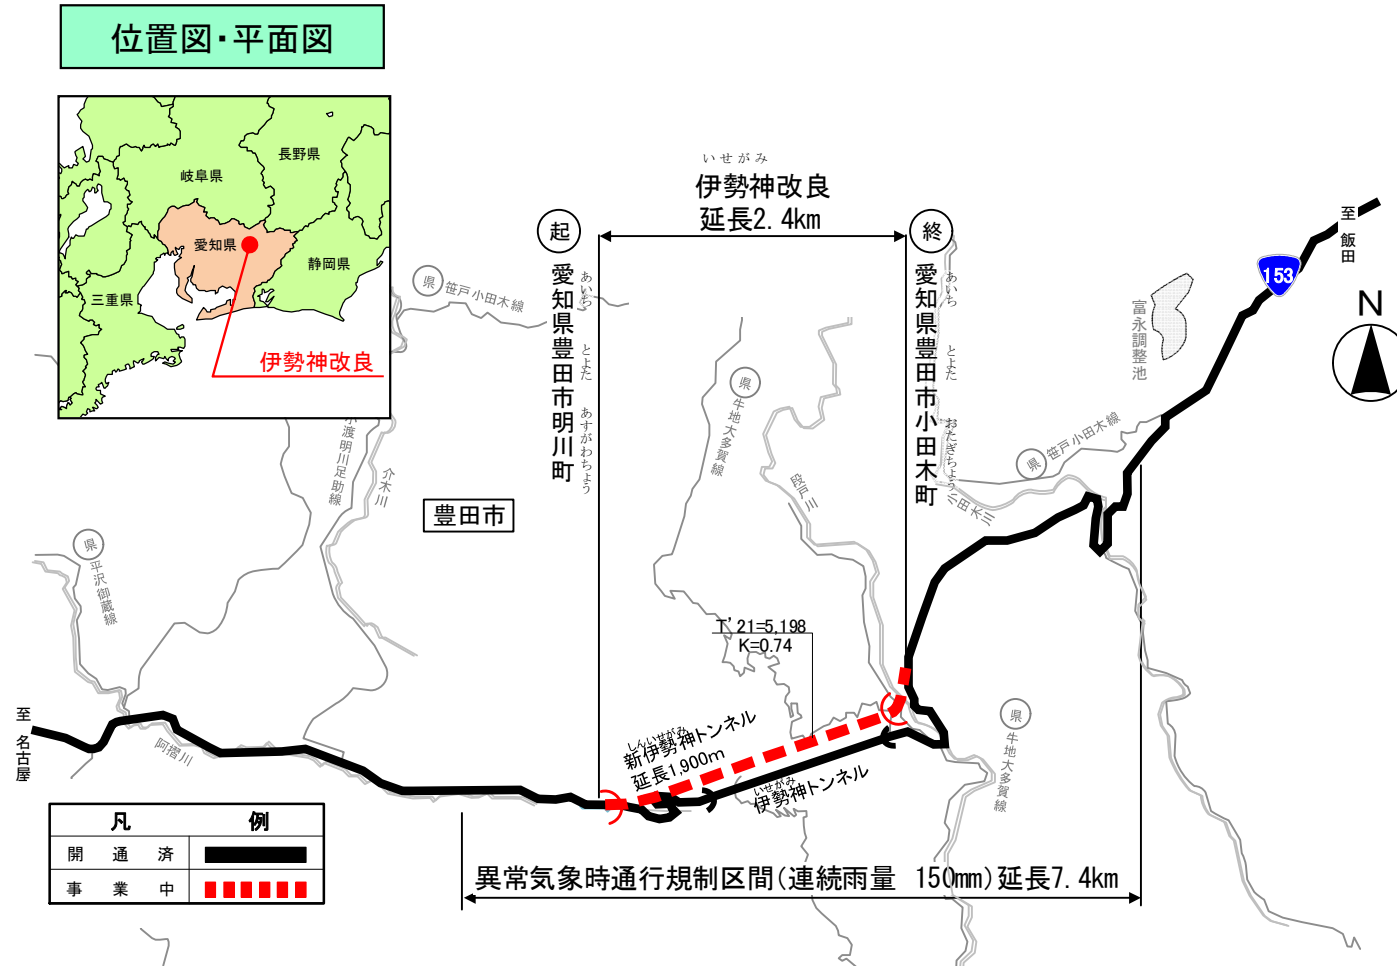 位置図・平面図
長野県
岐阜県
愛知県
静岡県
三重県
伊勢神改良
いせがみ
伊勢神改良
延長2.4km
起
愛知県豊田市明川町
あいち とよた あすがわちょう
終
愛知県豊田市小田木町
あいち とよた おたぎちょう
至 飯田
153
N
富永調整池
県 笹戸小田木線
県 牛地大多賀線
県 笹戸小田木線
小渡明川足助線
介木川
段戸川
小田木川
豊田市
県 平沢御蔵線
T'21=5,198
K=0.74
至 名古屋
阿摺川
しんいせがみ
新伊勢神トンネル
延長1,900m
いせがみ
伊勢神トンネル
県 牛地大多賀線
凡 例
開通済
事業中
異常気象時通行規制区間(連続雨量 150mm)延長7.4km